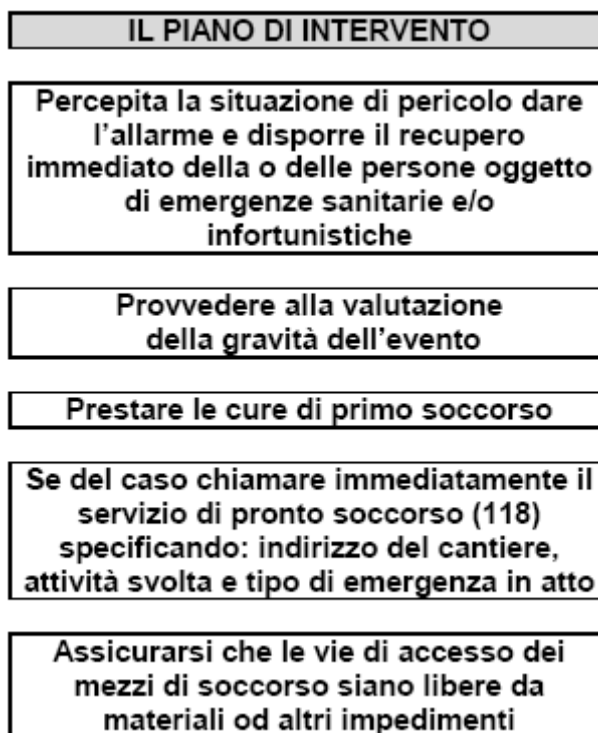 IL PIANO DI INTERVENTO
Percepita la situazione di pericolo dare
l'allarme e disporre il recupero
immediato della o delle persone oggetto
di emergenze sanitarie e/o
infortunistiche
Provvedere alla valutazione
della gravità dell'evento
Prestare le cure di primo soccorso
Se del caso chiamare immediatamente il
servizio di pronto soccorso (118)
specificando: indirizzo del cantiere,
attività svolta e tipo di emergenza in atto
Assicurarsi che le vie di accesso dei
mezzi di soccorso siano libere da
materiali od altri impedimenti